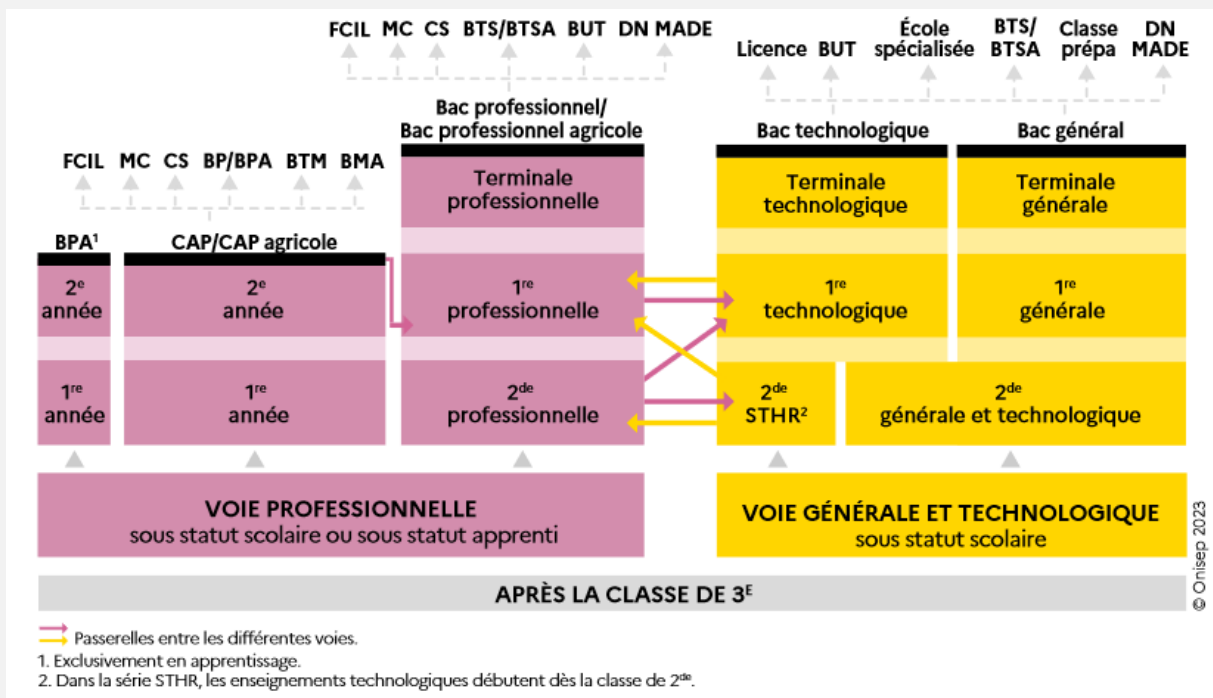 FCIL MC CS BTS/BTSA BUT DN MADE
Licence BUT École spécialisée BTS/BTSA Classe prépa DN MADE
Bac professionnel/
Bac professionnel agricole
Bac technologique
Bac général
FCIL MC CS BP/BPA BTM BMA
Terminale
professionnelle
Terminale
technologique
Terminale
générale
BPA¹
CAP/CAP agricole
2ᵉ
année
2ᵉ
année
1ʳᵉ
professionnelle
1ʳᵉ
technologique
1ʳᵉ
générale
1ʳᵉ
année
1ʳᵉ
année
2ᵈᵉ
professionnelle
2ᵈᵉ
STHR²
2ᵈᵉ
générale et technologique
VOIE PROFESSIONNELLE
sous statut scolaire ou sous statut apprenti
VOIE GÉNÉRALE ET TECHNOLOGIQUE
sous statut scolaire
© Onisep 2023
APRÈS LA CLASSE DE 3ᴱ
Passerelles entre les différentes voies.
1. Exclusivement en apprentissage.
2. Dans la série STHR, les enseignements technologiques débutent dès la classe de 2ᵈᵉ.